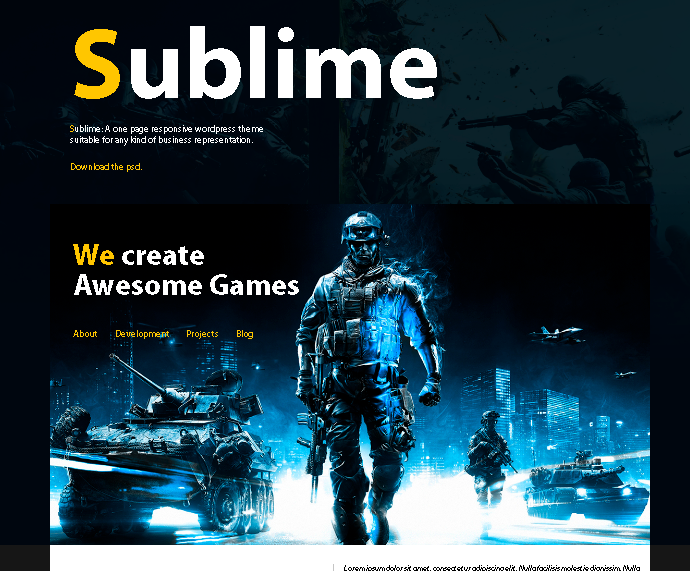 Sublime
Sublime: A one page responsive wordpress theme
suitable for any kind of business representation.
Download the psd.
We create
Awesome Games
About Development Projects Blog
Lorem ipsum dolor sit amet, consectetur adipiscing elit. Nulla facilisis molestie dignissim. Nulla